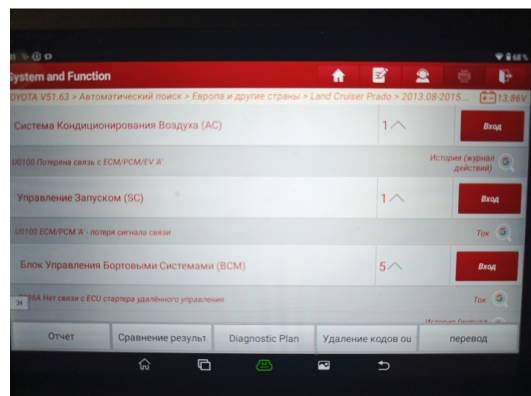 68%
System and Function
TOYOTA V51.63 > Автоматический поиск > Европа и другие страны > Land Cruiser Prado > 2013.08-2015.... 13.86V
Система Кондиционирования Воздуха (AC) 1 Вход
U0100 Потеряна связь с ECM/PCM/EV 'A' История (журнал действий)
Управление Запуском (SC) 1 Вход
U0100 ECM/PCM 'A' - потеря сигнала связи Ток
Блок Управления Бортовыми Системами (BCM) 5 Вход
Нет связи с ECU стартера удалённого управления Ток
Отчет Сравнение результ Diagnostic Plan Удаление кодов ош перевод